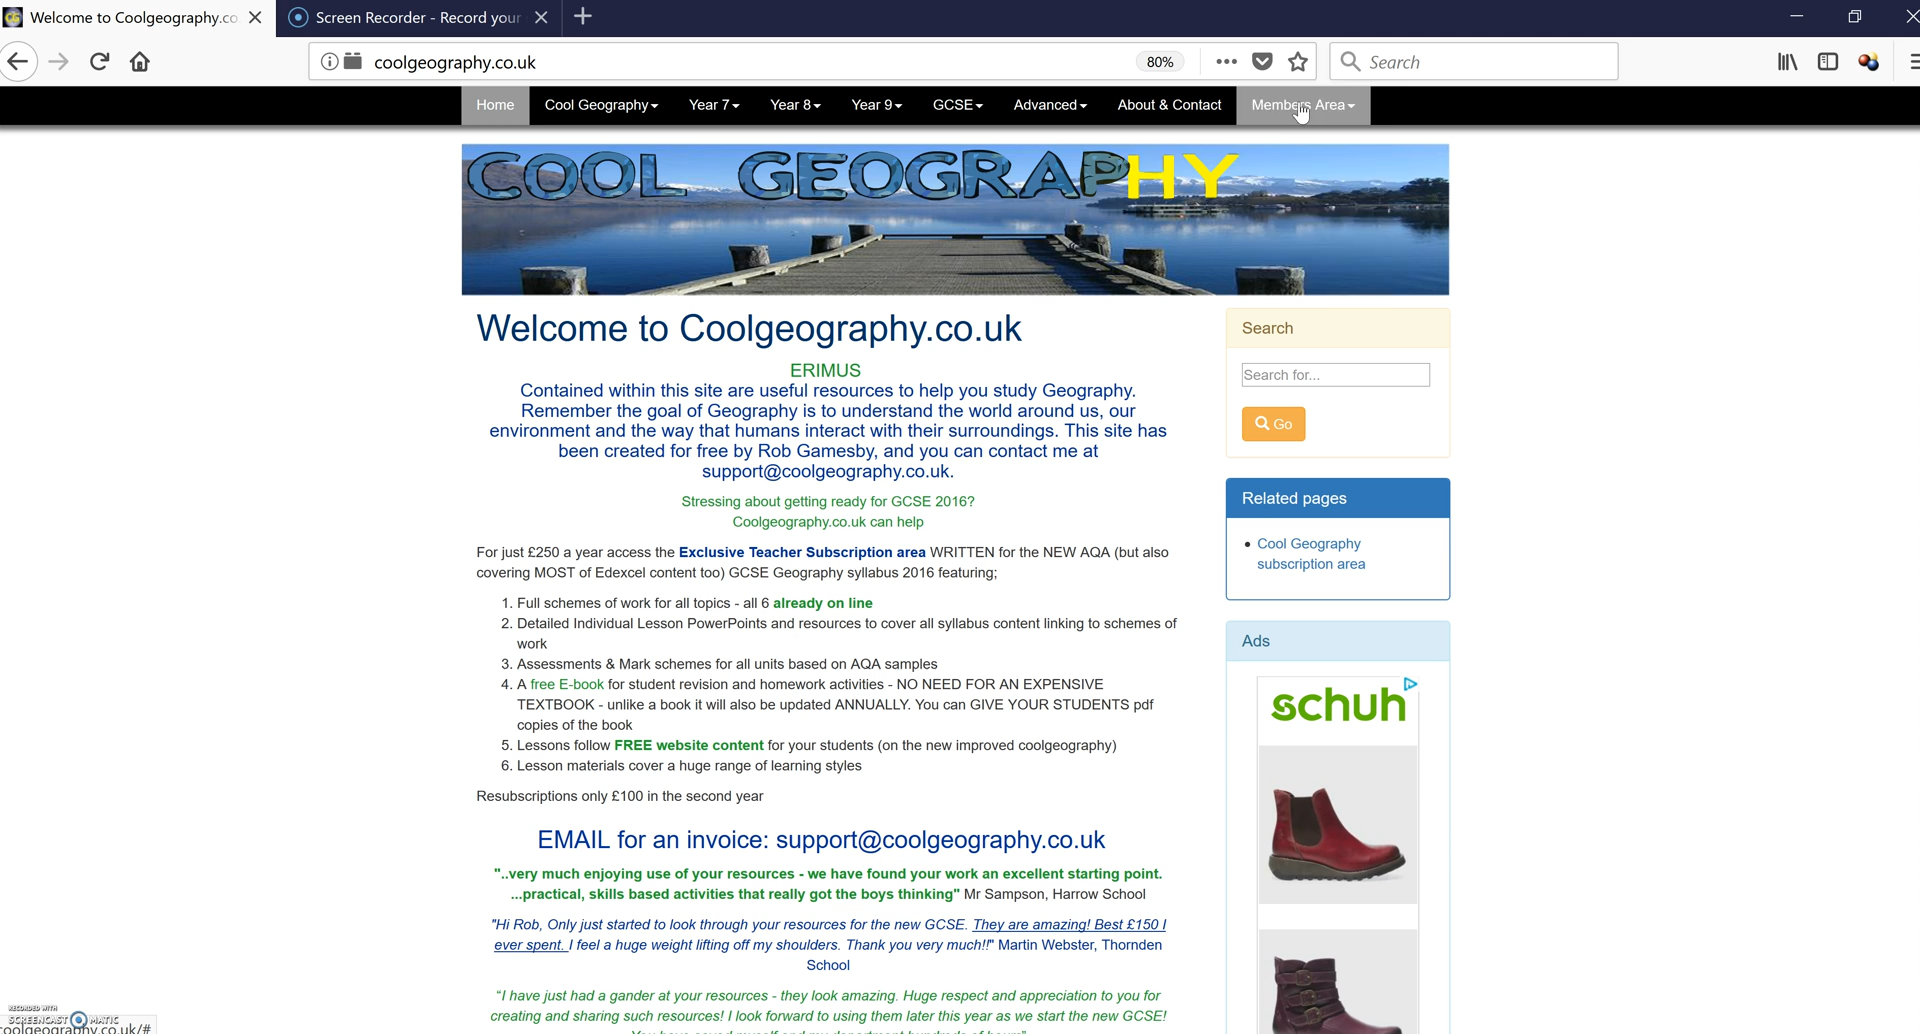 Welcome to Coolgeography.co
Screen Recorder - Record your
coolgeography.co.uk
80%
Search
Home
Cool Geography
Year 7
Year 8
Year 9
GCSE
Advanced
About & Contact
Members Area
COOL GEOGRAPHY
Welcome to Coolgeography.co.uk
ERIMUS
Contained within this site are useful resources to help you study Geography.
Remember the goal of Geography is to understand the world around us, our
environment and the way that humans interact with their surroundings. This site has
been created for free by Rob Gamesby, and you can contact me at
support@coolgeography.co.uk.
Stressing about getting ready for GCSE 2016?
Coolgeography.co.uk can help
For just £250 a year access the Exclusive Teacher Subscription area WRITTEN for the NEW AQA (but also
covering MOST of Edexcel content too) GCSE Geography syllabus 2016 featuring;
1. Full schemes of work for all topics - all 6 already on line
2. Detailed Individual Lesson PowerPoints and resources to cover all syllabus content linking to schemes of
work
3. Assessments & Mark schemes for all units based on AQA samples
4. A free E-book for student revision and homework activities - NO NEED FOR AN EXPENSIVE
TEXTBOOK - unlike a book it will also be updated ANNUALLY. You can GIVE YOUR STUDENTS pdf
copies of the book
5. Lessons follow FREE website content for your students (on the new improved coolgeography)
6. Lesson materials cover a huge range of learning styles
Resubscriptions only £100 in the second year
EMAIL for an invoice: support@coolgeography.co.uk
"..very much enjoying use of your resources - we have found your work an excellent starting point.
...practical, skills based activities that really got the boys thinking" Mr Sampson, Harrow School
"Hi Rob, Only just started to look through your resources for the new GCSE. They are amazing! Best £150 I
ever spent. I feel a huge weight lifting off my shoulders. Thank you very much!!" Martin Webster, Thornden
School
"I have just had a gander at your resources - they look amazing. Huge respect and appreciation to you for
creating and sharing such resources! I look forward to using them later this year as we start the new GCSE!
Search
Search for...
Go
Related pages
Cool Geography
subscription area
Ads
schuh
RECORDED WITH
SCREENCAST MATIC
coolgeography.co.uk/#